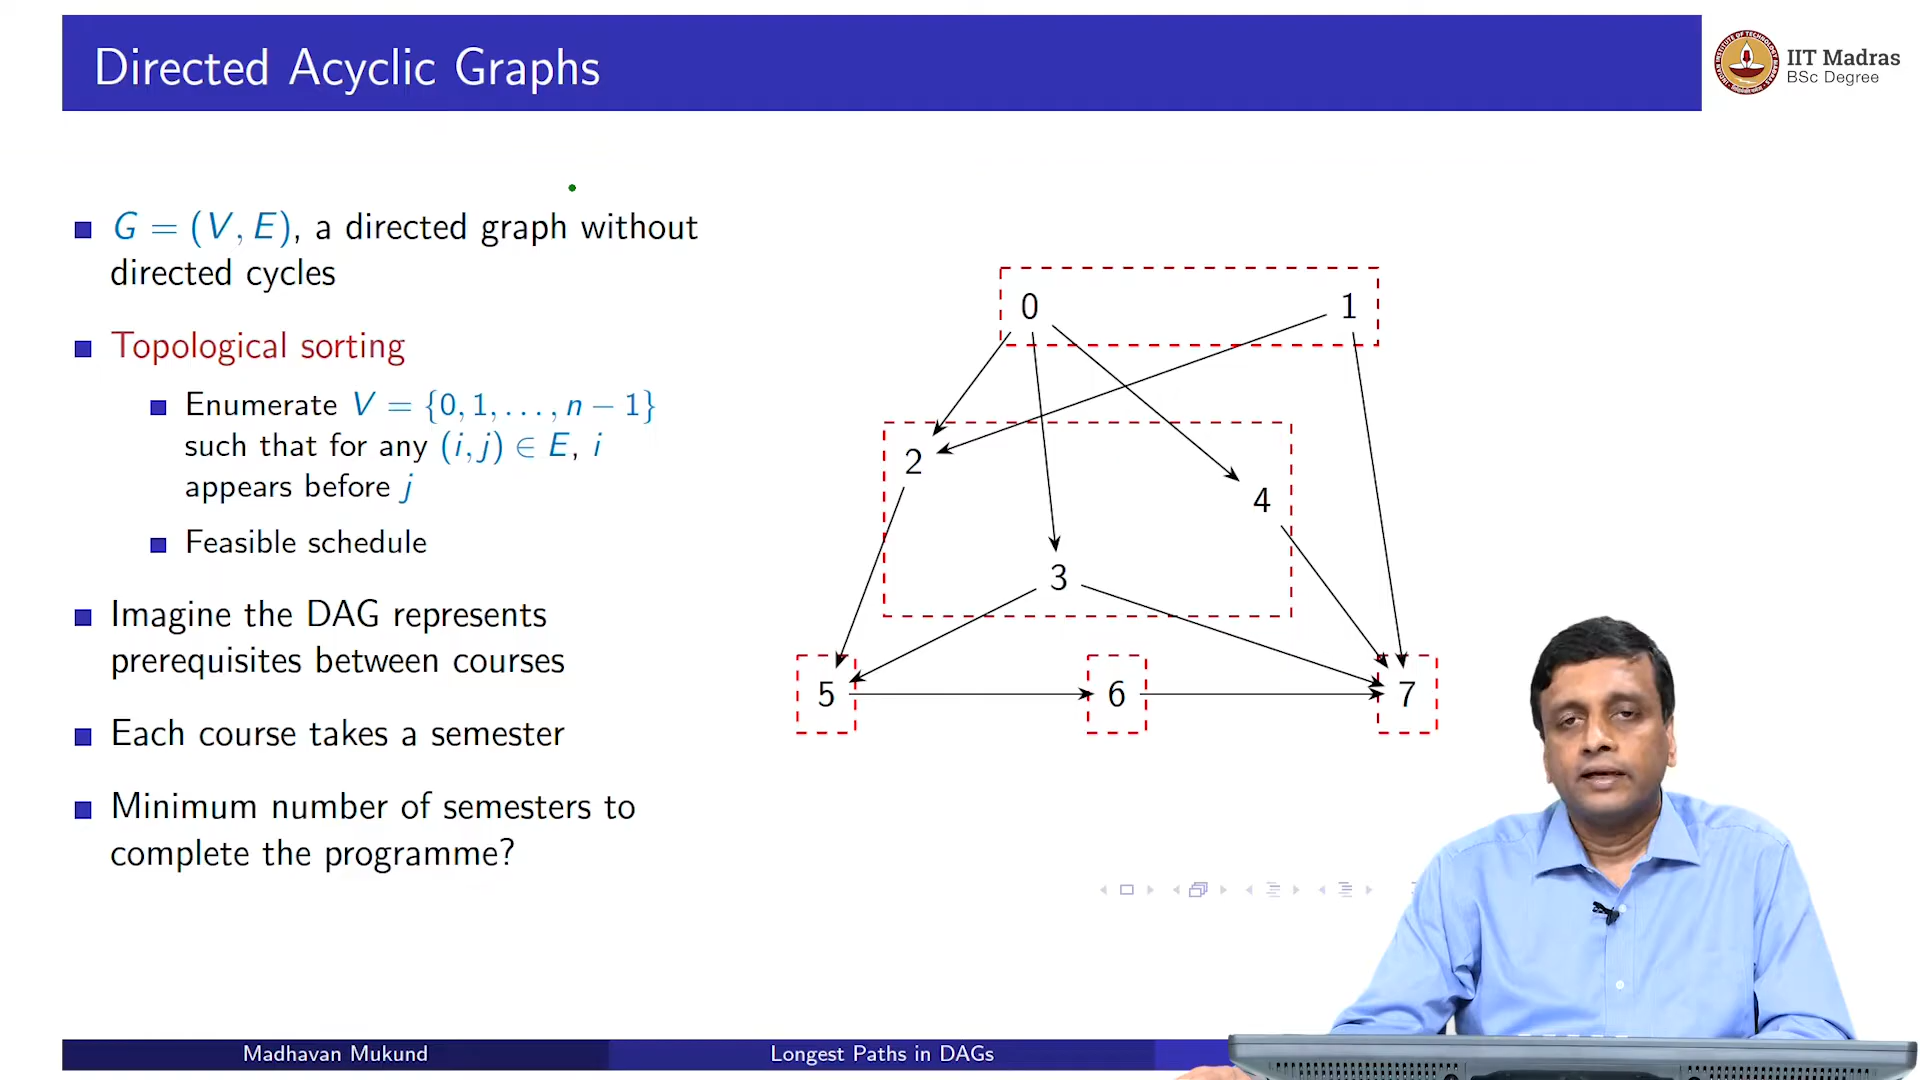 Directed Acyclic Graphs
IIT Madras
BSc Degree
G = (V, E), a directed graph without
directed cycles
Topological sorting
Enumerate V = {0, 1, . . . , n − 1}
such that for any (i, j) ∈ E, i
appears before j
Feasible schedule
Imagine the DAG represents
prerequisites between courses
Each course takes a semester
Minimum number of semesters to
complete the programme?
0 1
2
4
3
5 6 7
Madhavan Mukund
Longest Paths in DAGs